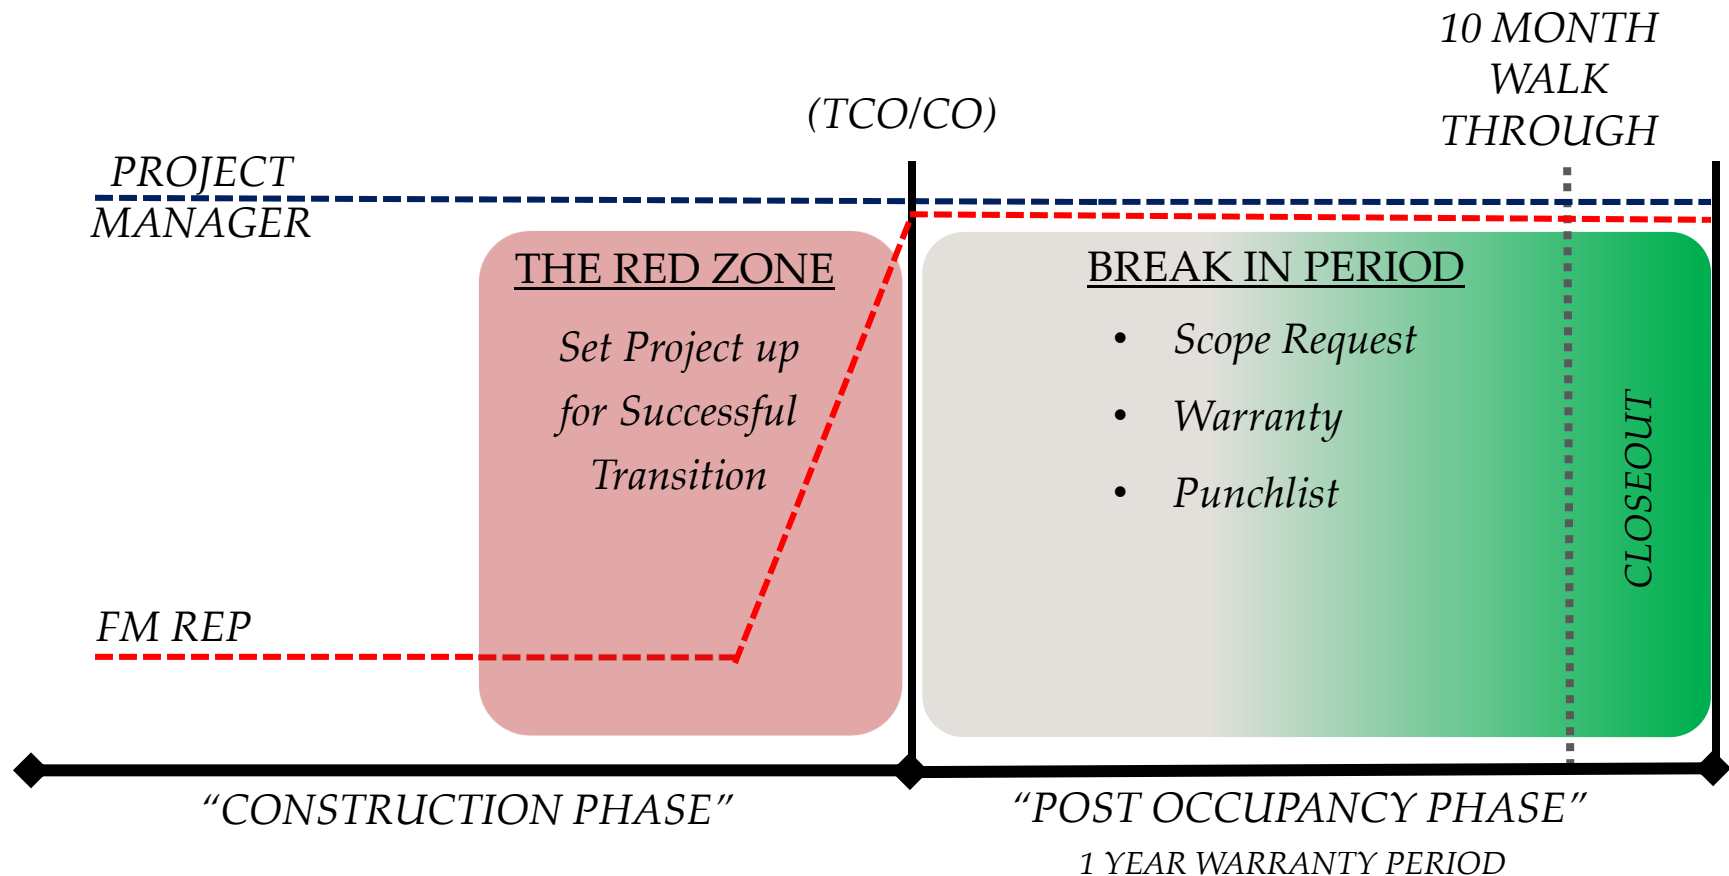 10 MONTH
WALK
THROUGH
(TCO/CO)
PROJECT
MANAGER
THE RED ZONE
Set Project up
for Successful
Transition
BREAK IN PERIOD
• Scope Request
• Warranty
• Punchlist
CLOSEOUT
FM REP
“CONSTRUCTION PHASE”
“POST OCCUPANCY PHASE”
1 YEAR WARRANTY PERIOD